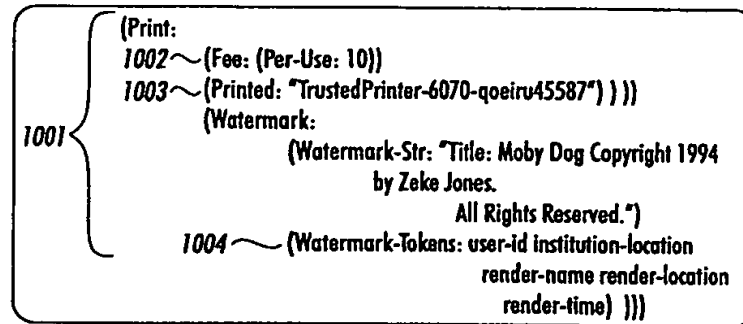 (Print:
1002 (Fee: (Per-Use: 10))
1003 (Printed: "TrustedPrinter-6070-qoeiru45587") ) ))
(Watermark:
1001
(Watermark-Str: "Title: Moby Dog Copyright 1994
by Zeke Jones.
All Rights Reserved.")
1004 (Watermark-Tokens: user-id institution-location
render-name render-location
render-time) )))